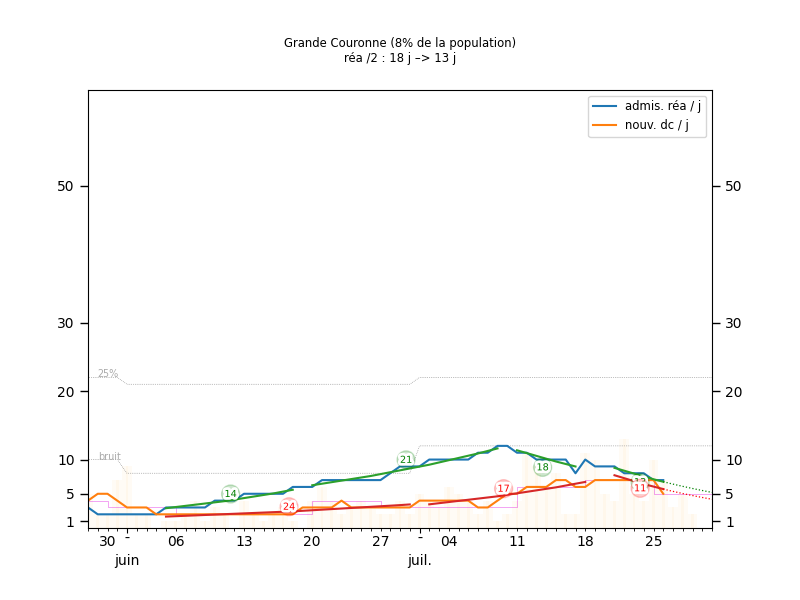 Grande Couronne (8% de la population)
réa /2 : 18 j –> 13 j
admis. réa / j
nouv. dc / j
50 50
30 30
25%
20 20
bruit
21
10 10
18
17
11
14
5 5
24
1 1
30 - 06 13 20 27 - 04 11 18 25
juin juil.